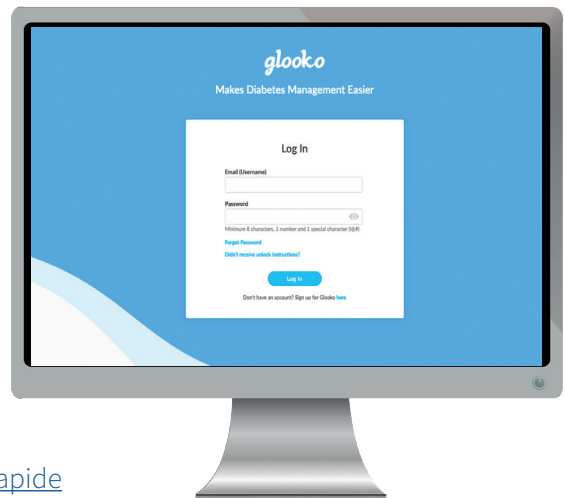 glooko
Makes Diabetes Management Easier
Log In
Email (Username)
Password
Minimum 8 characters, 1 number and 1 special character (!@#)
Forgot Password
Didn't receive unlock instructions?
Log In
Don't have an account? Sign up for Glooko here
apide